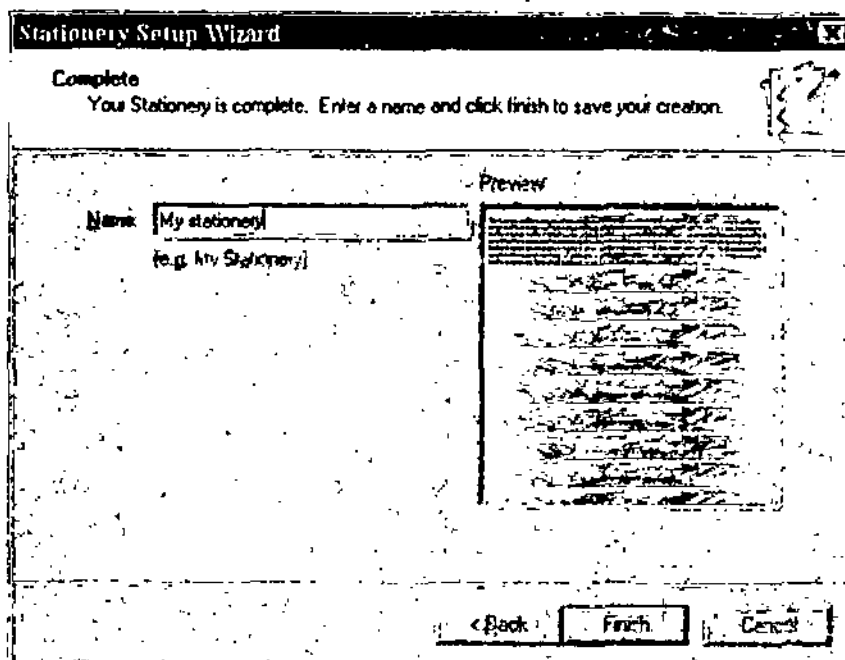 Stationery Setup Wizard
Complete
Your Stationery is complete. Enter a name and click finish to save your creation.
Preview
Name: My stationery
(e.g. My Stationery)
< Back Finish Cancel